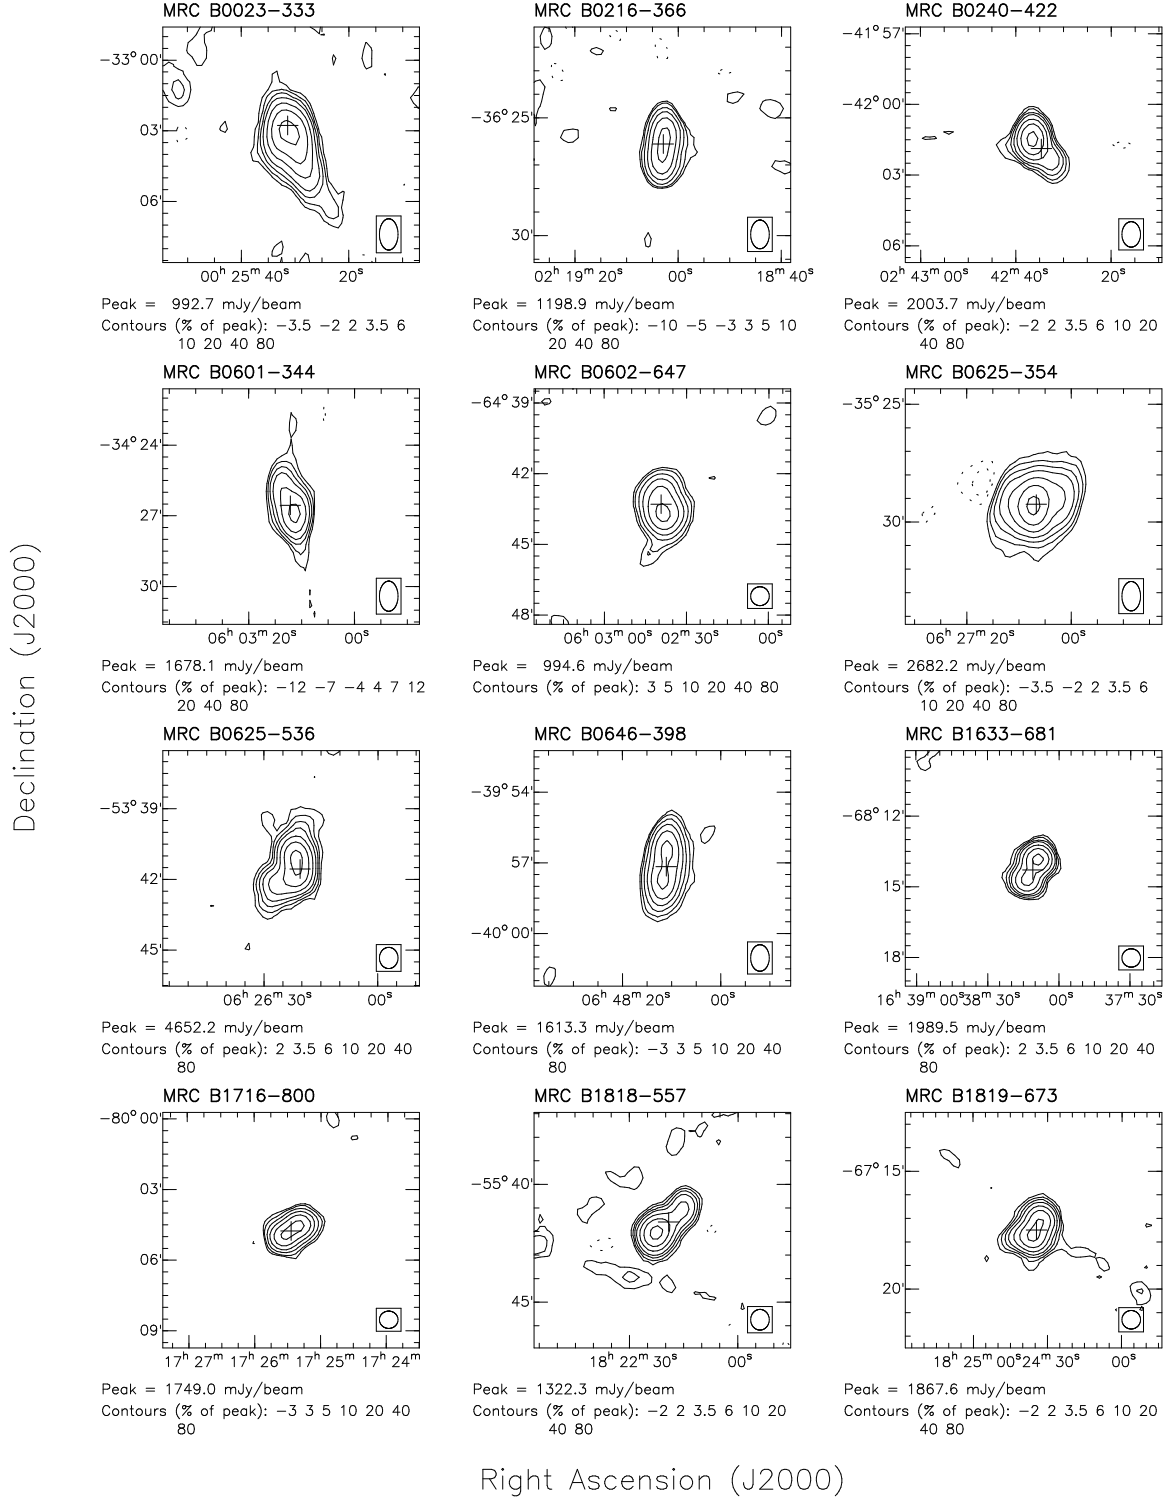 MRC B0023−333
MRC B0216−366
MRC B0240−422
−33° 00'
03'
06'
00h 25m 40s 20s
−36° 25'
30'
02h 19m 20s 00s 18m 40s
−41° 57'
−42° 00'
03'
06'
02h 43m 00s 42m 40s 20s
Peak = 992.7 mJy/beam
Contours (% of peak): −3.5 −2 2 3.5 6
10 20 40 80
Peak = 1198.9 mJy/beam
Contours (% of peak): −10 −5 −3 3 5 10
20 40 80
Peak = 2003.7 mJy/beam
Contours (% of peak): −2 2 3.5 6 10 20
40 80
MRC B0601−344
MRC B0602−647
MRC B0625−354
−34° 24'
27'
30'
06h 03m 20s 00s
−64° 39'
42'
45'
48'
06h 03m 00s 02m 30s 00s
−35° 25'
30'
06h 27m 20s 00s
Peak = 1678.1 mJy/beam
Contours (% of peak): −12 −7 −4 4 7 12
20 40 80
Peak = 994.6 mJy/beam
Contours (% of peak): 3 5 10 20 40 80
Peak = 2682.2 mJy/beam
Contours (% of peak): −3.5 −2 2 3.5 6
10 20 40 80
MRC B0625−536
MRC B0646−398
MRC B1633−681
−53° 39'
42'
45'
06h 26m 30s 00s
−39° 54'
57'
−40° 00'
06h 48m 20s 00s
−68° 12'
15'
18'
16h 39m 00s 38m 30s 00s 37m 30s
Peak = 4652.2 mJy/beam
Contours (% of peak): 2 3.5 6 10 20 40
80
Peak = 1613.3 mJy/beam
Contours (% of peak): −3 3 5 10 20 40
80
Peak = 1989.5 mJy/beam
Contours (% of peak): 2 3.5 6 10 20 40
80
MRC B1716−800
MRC B1818−557
MRC B1819−673
−80° 00'
03'
06'
09'
17h 27m 17h 26m 17h 25m 17h 24m
−55° 40'
45'
18h 22m 30s 00s
−67° 15'
20'
18h 25m 00s 24m 30s 00s
Peak = 1749.0 mJy/beam
Contours (% of peak): −3 3 5 10 20 40
80
Peak = 1322.3 mJy/beam
Contours (% of peak): −2 2 3.5 6 10 20
40 80
Peak = 1867.6 mJy/beam
Contours (% of peak): −2 2 3.5 6 10 20
40 80
Declination (J2000)
Right Ascension (J2000)